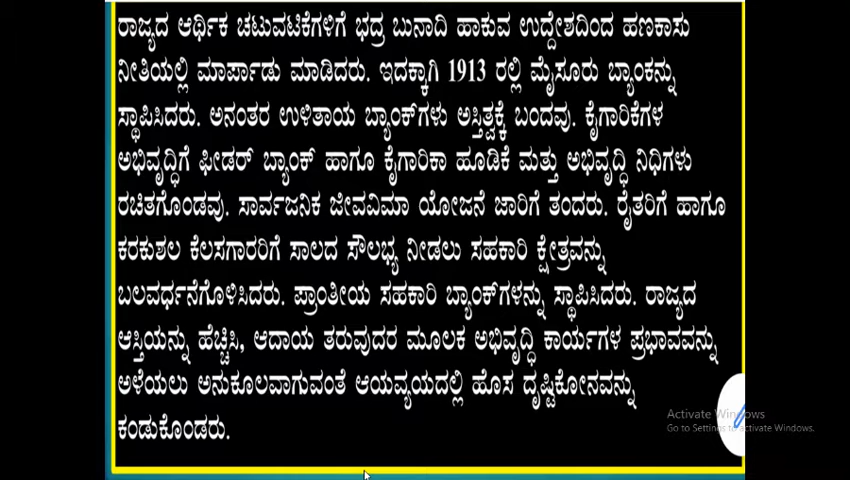 ರಾಜ್ಯದ ಆರ್ಥಿಕ ಚಟುವಟಿಕೆಗಳಿಗೆ ಭದ್ರ ಬುನಾದಿ ಹಾಕುವ ಉದ್ದೇಶದಿಂದ ಹಣಕಾಸು
ನೀತಿಯಲ್ಲಿ ಮಾರ್ಪಾಡು ಮಾಡಿದರು. ಇದಕ್ಕಾಗಿ 1913 ರಲ್ಲಿ ಮೈಸೂರು ಬ್ಯಾಂಕನ್ನು
ಸ್ಥಾಪಿಸಿದರು. ಅನಂತರ ಉಳಿತಾಯ ಬ್ಯಾಂಕ್‌ಗಳು ಅಸ್ತಿತ್ವಕ್ಕೆ ಬಂದವು. ಕೈಗಾರಿಕೆಗಳ
ಅಭಿವೃದ್ಧಿಗೆ ಫೀಡರ್ ಬ್ಯಾಂಕ್ ಹಾಗೂ ಕೈಗಾರಿಕಾ ಹೂಡಿಕೆ ಮತ್ತು ಅಭಿವೃದ್ಧಿ ನಿಧಿಗಳು
ರಚಿತಗೊಂಡವು. ಸಾರ್ವಜನಿಕ ಜೀವವಿಮಾ ಯೋಜನೆ ಜಾರಿಗೆ ತಂದರು. ರೈತರಿಗೆ ಹಾಗೂ
ಕರಕುಶಲ ಕೆಲಸಗಾರರಿಗೆ ಸಾಲದ ಸೌಲಭ್ಯ ನೀಡಲು ಸಹಕಾರಿ ಕ್ಷೇತ್ರವನ್ನು
ಬಲವರ್ಧನೆಗೊಳಿಸಿದರು. ಪ್ರಾಂತೀಯ ಸಹಕಾರಿ ಬ್ಯಾಂಕ್‌ಗಳನ್ನು ಸ್ಥಾಪಿಸಿದರು. ರಾಜ್ಯದ
ಆಸ್ತಿಯನ್ನು ಹೆಚ್ಚಿಸಿ, ಆದಾಯ ತರುವುದರ ಮೂಲಕ ಅಭಿವೃದ್ಧಿ ಕಾರ್ಯಗಳ ಪ್ರಭಾವವನ್ನು
ಅಳೆಯಲು ಅನುಕೂಲವಾಗುವಂತೆ ಆಯವ್ಯಯದಲ್ಲಿ ಹೊಸ ದೃಷ್ಟಿಕೋನವನ್ನು
ಕಂಡುಕೊಂಡರು.
Activate Windows
Go to Settings to activate Windows.